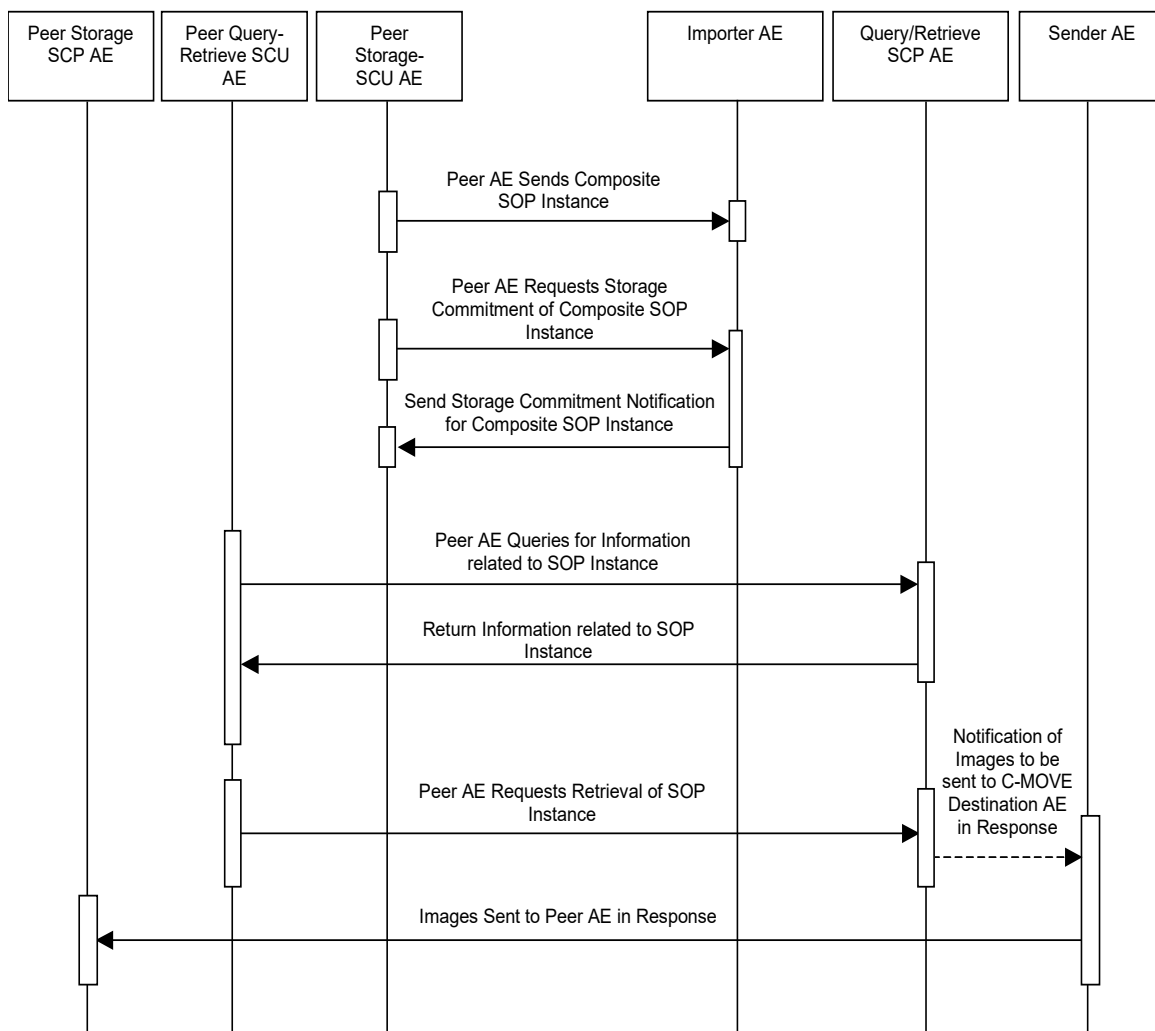 Peer Storage
SCP AE
Peer Query-
Retrieve SCU
AE
Peer
Storage-
SCU AE
Importer AE
Query/Retrieve
SCP AE
Sender AE
Peer AE Sends Composite
SOP Instance
Peer AE Requests Storage
Commitment of Composite SOP
Instance
Send Storage Commitment Notification
for Composite SOP Instance
Peer AE Queries for Information
related to SOP Instance
Return Information related to SOP
Instance
Notification of
Images to be
sent to C-MOVE
Destination AE
in Response
Peer AE Requests Retrieval of SOP
Instance
Images Sent to Peer AE in Response